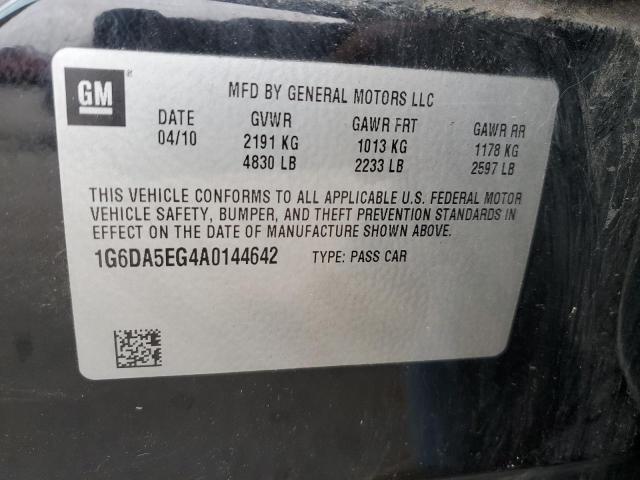 GM
MFD BY GENERAL MOTORS LLC
DATE GVWR GAWR FRT GAWR RR
04/10 2191 KG 1013 KG 1178 KG
4830 LB 2233 LB 2597 LB
THIS VEHICLE CONFORMS TO ALL APPLICABLE U.S. FEDERAL MOTOR
VEHICLE SAFETY, BUMPER, AND THEFT PREVENTION STANDARDS IN
EFFECT ON THE DATE OF MANUFACTURE SHOWN ABOVE.
1G6DA5EG4A0144642 TYPE: PASS CAR